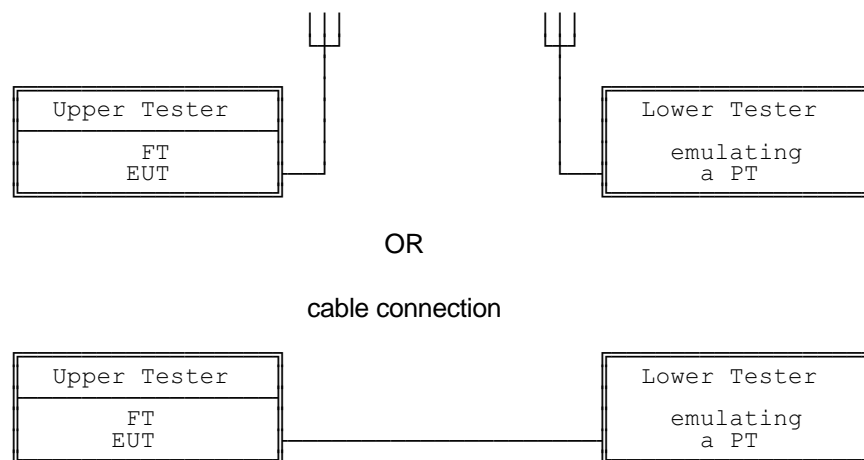 Upper Tester Lower Tester
FT emulating
EUT a PT
OR
cable connection
Upper Tester Lower Tester
FT emulating
EUT a PT